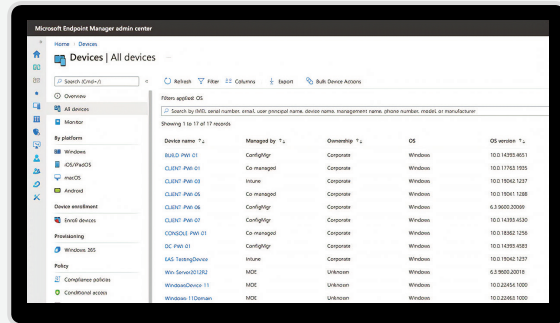 Microsoft Endpoint Manager admin center
Home Devices
Devices | All devices
Search (Cmd+/)
Refresh Filter Columns Export Bulk Device Actions
Overview
All devices
Monitor
By platform
Windows
iOS/iPadOS
macOS
Android
Device enrollment
Enroll devices
Provisioning
Windows 365
Policy
Compliance policies
Conditional access
Filters applied: OS
Search by IMEI, serial number, email, user principal name, device name, management name, phone number, model, or manufacturer
Showing 1 to 17 of 17 records
Device name Managed by Ownership OS OS version
BUILD-PWI-01 ConfigMgr Corporate Windows 10.0.14393.4651
CLIENT-PWI-01 Co-managed Corporate Windows 10.0.17763.1935
CLIENT-PWI-03 Intune Corporate Windows 10.0.19042.1237
CLIENT-PWI-05 Co-managed Corporate Windows 10.0.19041.1288
CLIENT-PWI-06 ConfigMgr Corporate Windows 6.3.9600.20069
CLIENT-PWI-07 ConfigMgr Corporate Windows 10.0.14393.4530
CONSOLE-PWI-01 Co-managed Corporate Windows 10.0.18362.1256
DC-PWI-01 ConfigMgr Corporate Windows 10.0.14393.4583
EAS_TestingDevice Intune Corporate Windows 10.0.19042.1237
Win-Server2012R2 MDE Unknown Windows 6.3.9600.20018
WindowsDevice-11 MDE Unknown Windows 10.0.22454.1000
Windows-11Domain MDE Unknown Windows 10.0.22463.1000